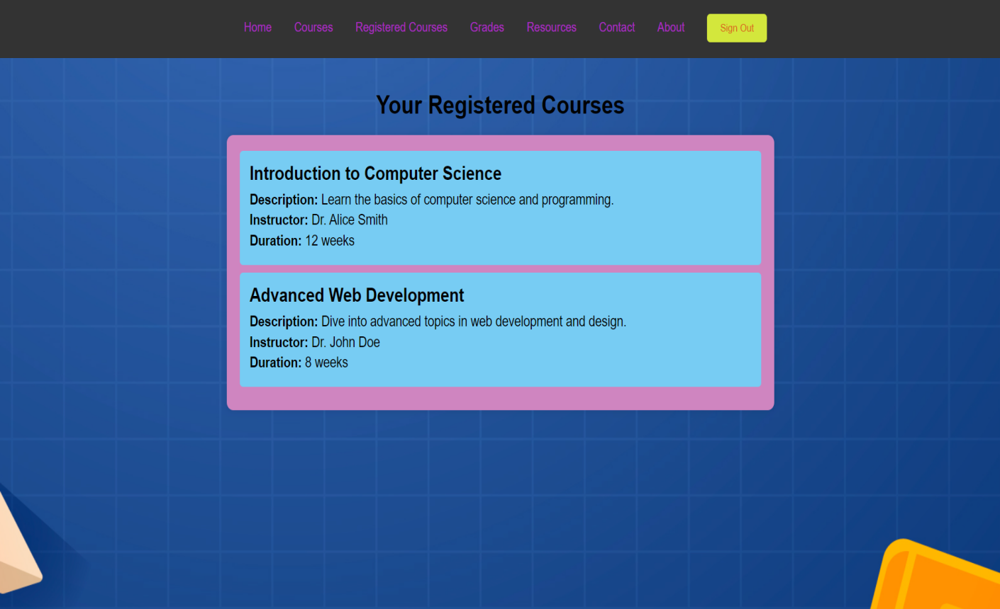 Home Courses Registered Courses Grades Resources Contact About Sign Out
Your Registered Courses
Introduction to Computer Science
Description: Learn the basics of computer science and programming.
Instructor: Dr. Alice Smith
Duration: 12 weeks
Advanced Web Development
Description: Dive into advanced topics in web development and design.
Instructor: Dr. John Doe
Duration: 8 weeks